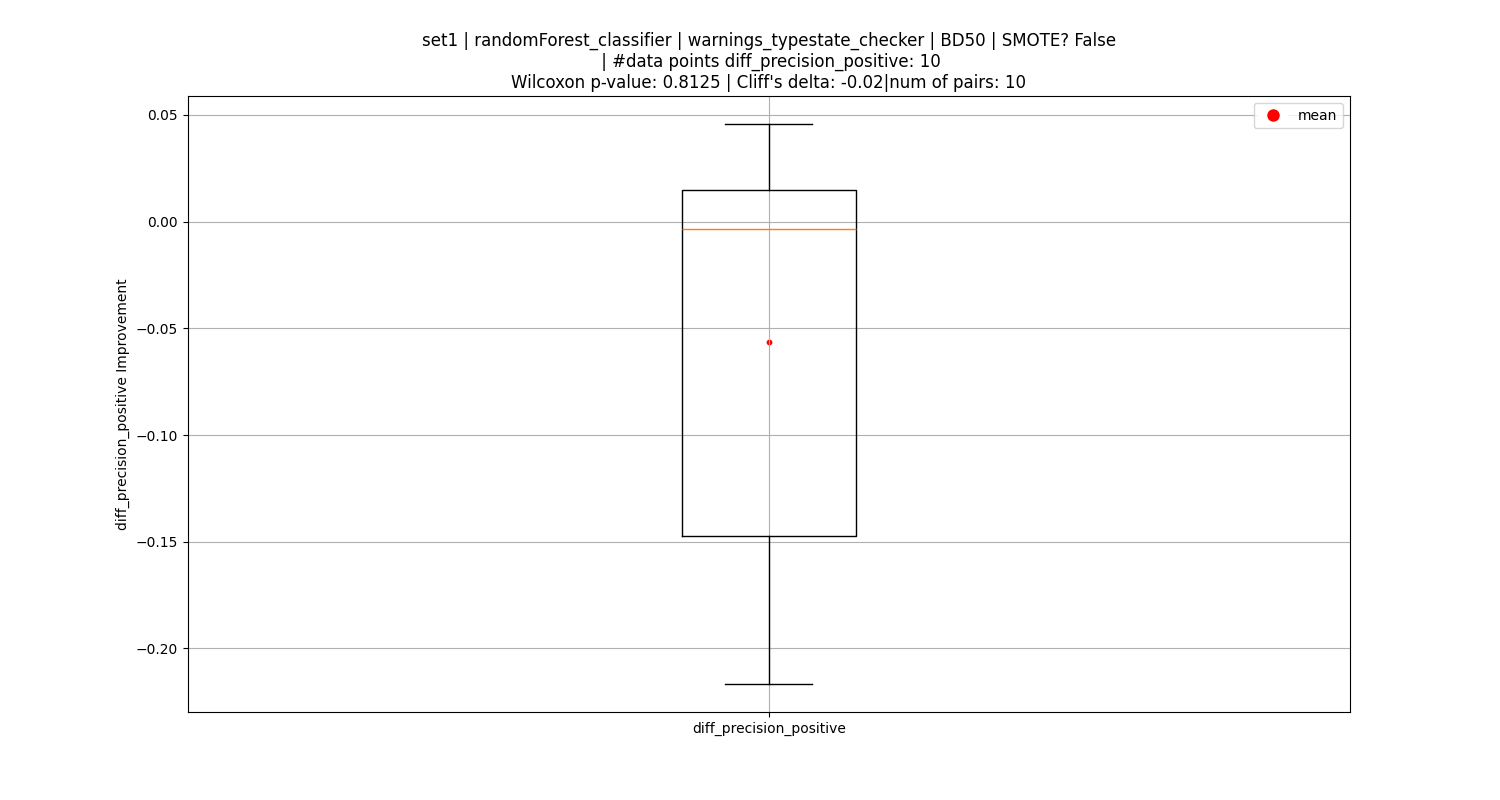 set1 | randomForest_classifier | warnings_typestate_checker | BD50 | SMOTE? False
| #data points diff_precision_positive: 10
Wilcoxon p-value: 0.8125 | Cliff's delta: -0.02|num of pairs: 10
mean
0.05
0.00
−0.05
−0.10
−0.15
−0.20
diff_precision_positive Improvement
diff_precision_positive